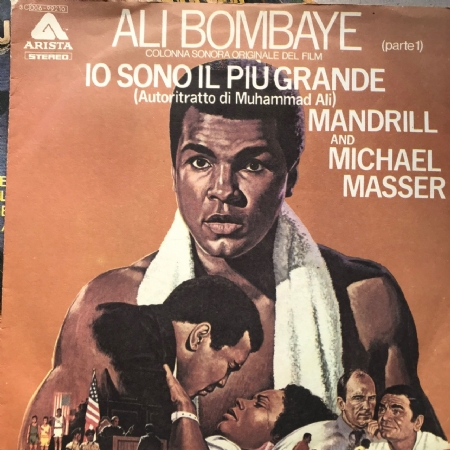 ARISTA
STEREO
ALI BOMBAYE
(parte 1)
COLONNA SONORA ORIGINALE DEL FILM
IO SONO IL PIU GRANDE
(Autoritratto di Muhammad Ali)
MANDRILL
AND
MICHAEL
MASSER